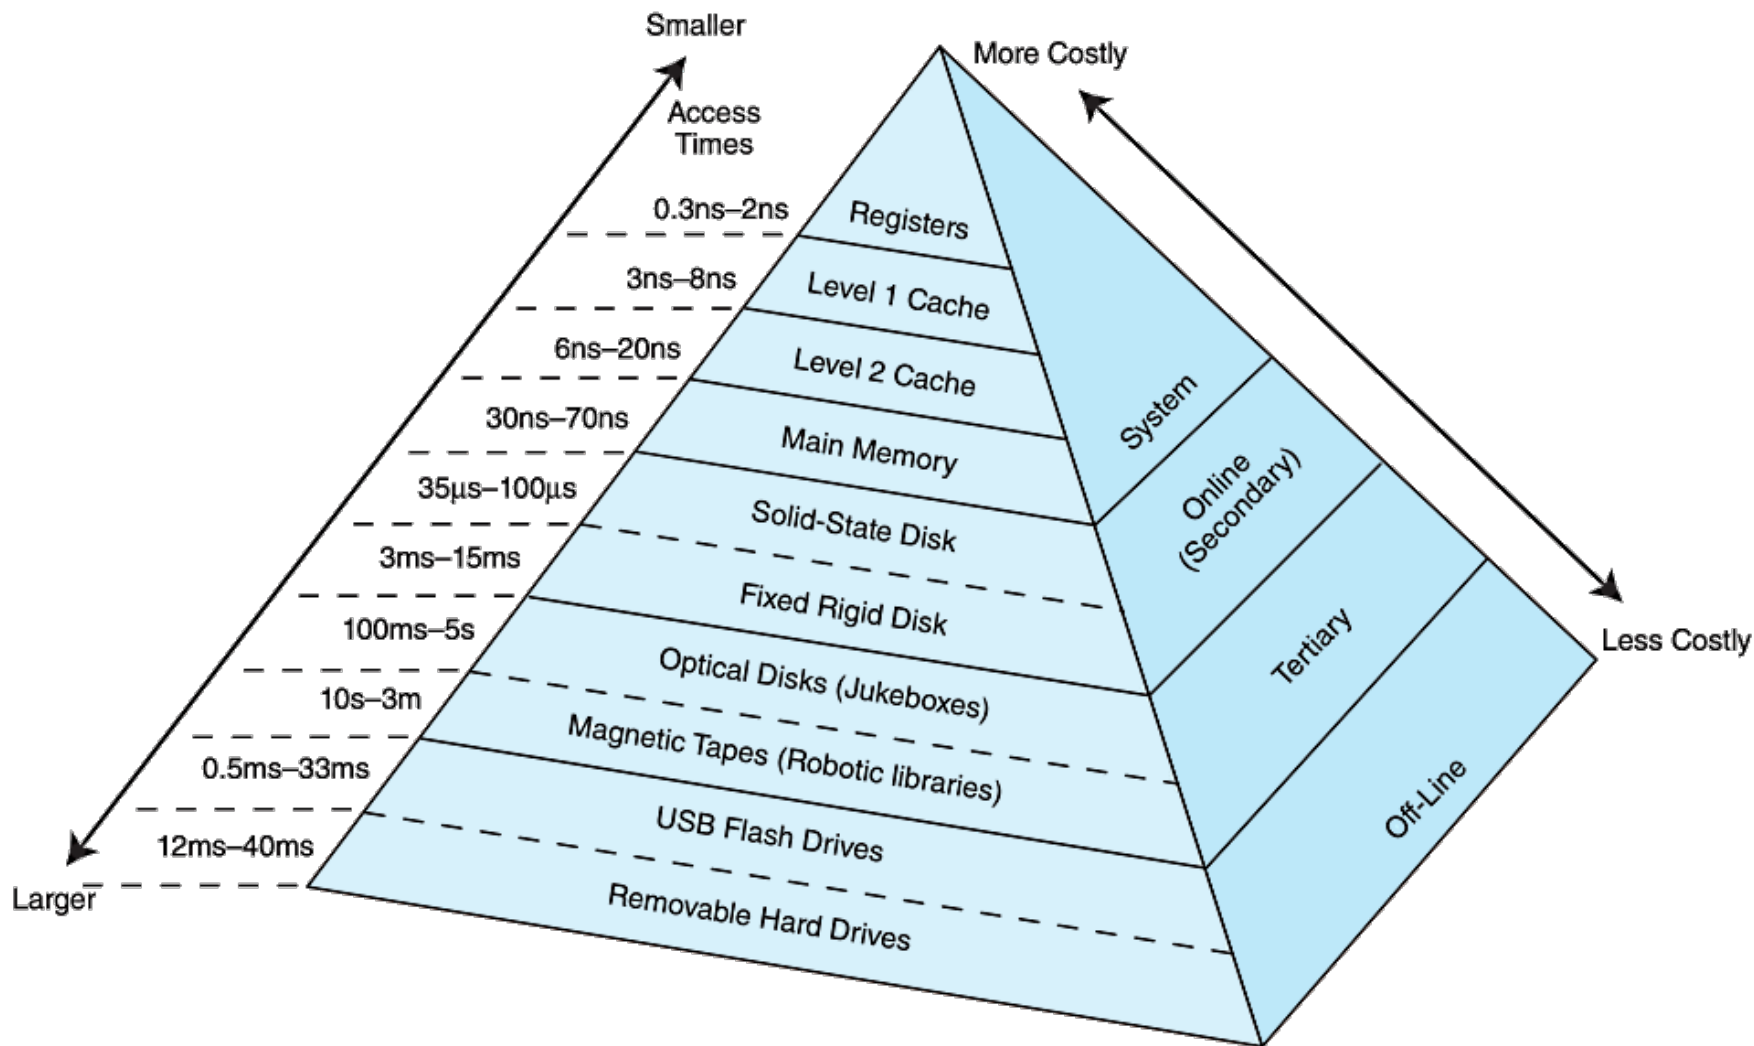 Smaller
More Costly
Access
Times
0.3ns–2ns
Registers
3ns–8ns
Level 1 Cache
6ns–20ns
Level 2 Cache
30ns–70ns
Main Memory
35µs–100µs
Solid-State Disk
3ms–15ms
Fixed Rigid Disk
100ms–5s
Optical Disks (Jukeboxes)
10s–3m
Magnetic Tapes (Robotic libraries)
0.5ms–33ms
USB Flash Drives
12ms–40ms
Removable Hard Drives
Larger
System
Online
(Secondary)
Tertiary
Off-Line
Less Costly